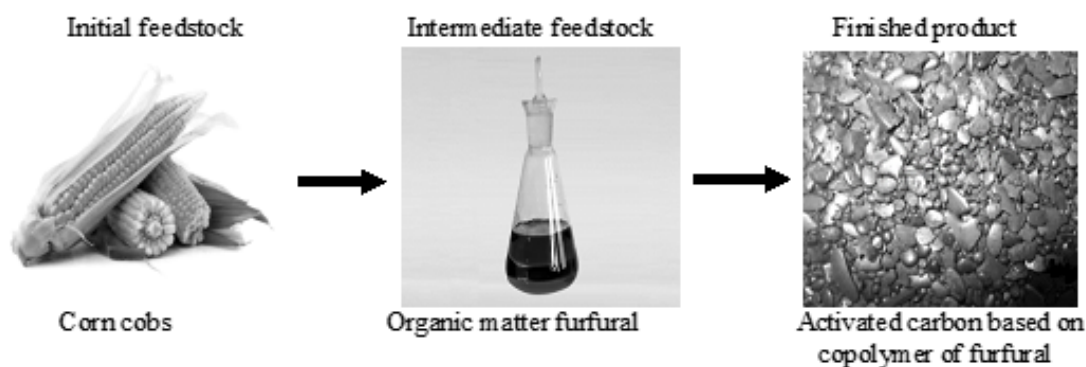 Initial feedstock
Intermediate feedstock
Finished product
Corn cobs
Organic matter furfural
Activated carbon based on
copolymer of furfural